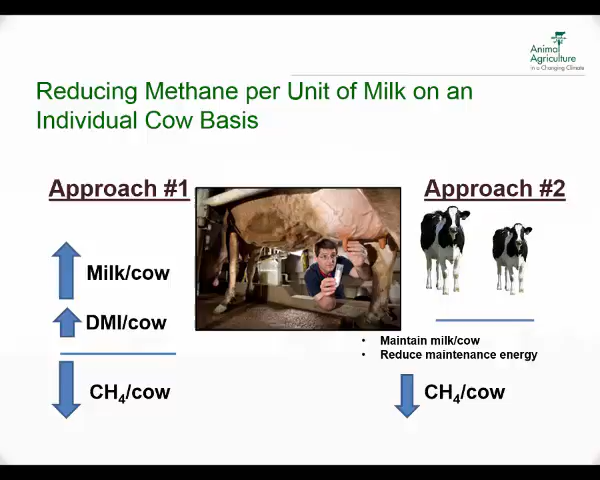 Animal
Agriculture
in a Changing Climate
Reducing Methane per Unit of Milk on an
Individual Cow Basis
Approach #1
Approach #2
Milk/cow
DMI/cow
CH4/cow
• Maintain milk/cow
• Reduce maintenance energy
CH4/cow